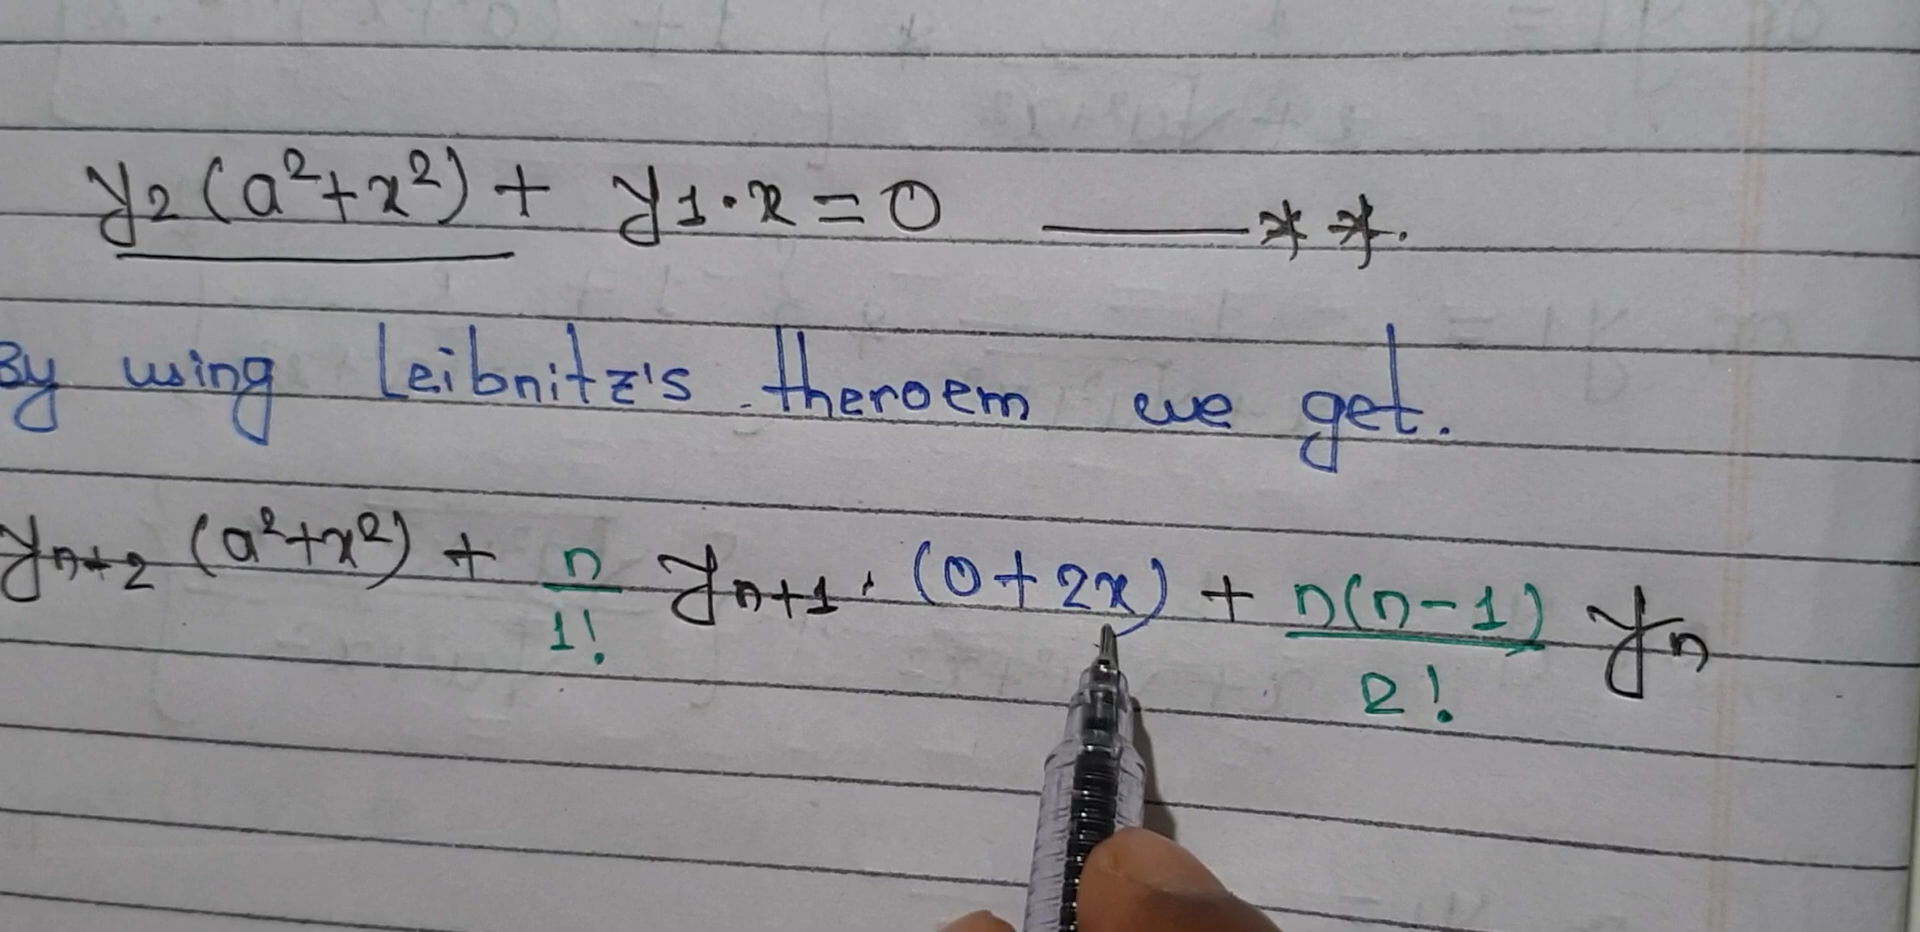 y₂(a²+x²) + y₁·x = 0 ——**.
By using Leibnitz's theroem we get.
yₙ₊₂ (a²+x²) + n/1! yₙ₊₁ · (0+2x) + n(n-1)/2! yₙ